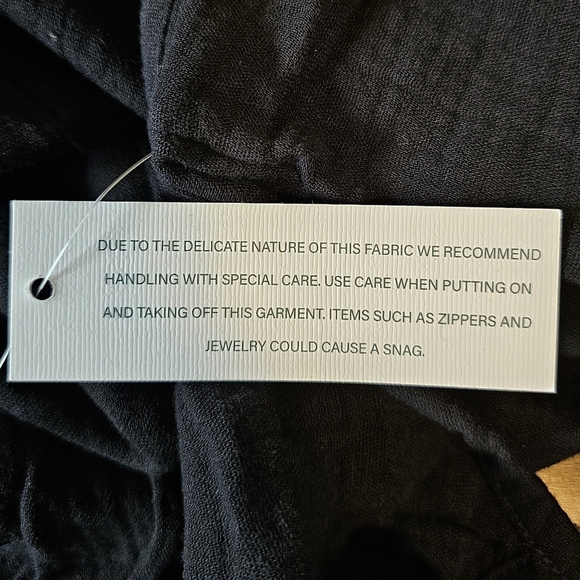 DUE TO THE DELICATE NATURE OF THIS FABRIC WE RECOMMEND
HANDLING WITH SPECIAL CARE. USE CARE WHEN PUTTING ON
AND TAKING OFF THIS GARMENT. ITEMS SUCH AS ZIPPERS AND
JEWELRY COULD CAUSE A SNAG.